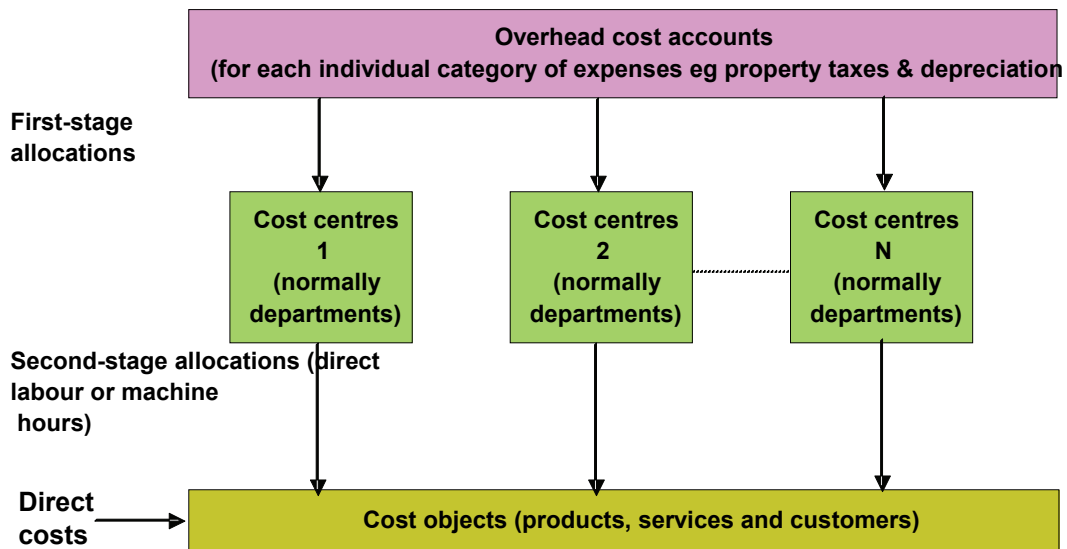 Overhead cost accounts
(for each individual category of expenses eg property taxes & depreciation
First-stage
allocations
Cost centres
1
(normally
departments)
Cost centres
2
(normally
departments)
Cost centres
N
(normally
departments)
Second-stage allocations (direct
labour or machine
hours)
Direct
costs
Cost objects (products, services and customers)